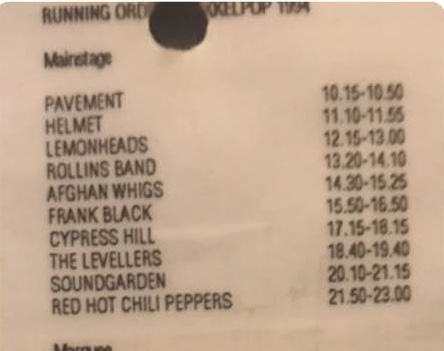 RUNNING ORD KKELPOP 1994
Mainstage
PAVEMENT 10.15-10.50
HELMET 11.10-11.55
LEMONHEADS 12.15-13.00
ROLLINS BAND 13.20-14.10
AFGHAN WHIGS 14.30-15.25
FRANK BLACK 15.50-16.50
CYPRESS HILL 17.15-18.15
THE LEVELLERS 18.40-19.40
SOUNDGARDEN 20.10-21.15
RED HOT CHILI PEPPERS 21.50-23.00
Marquee